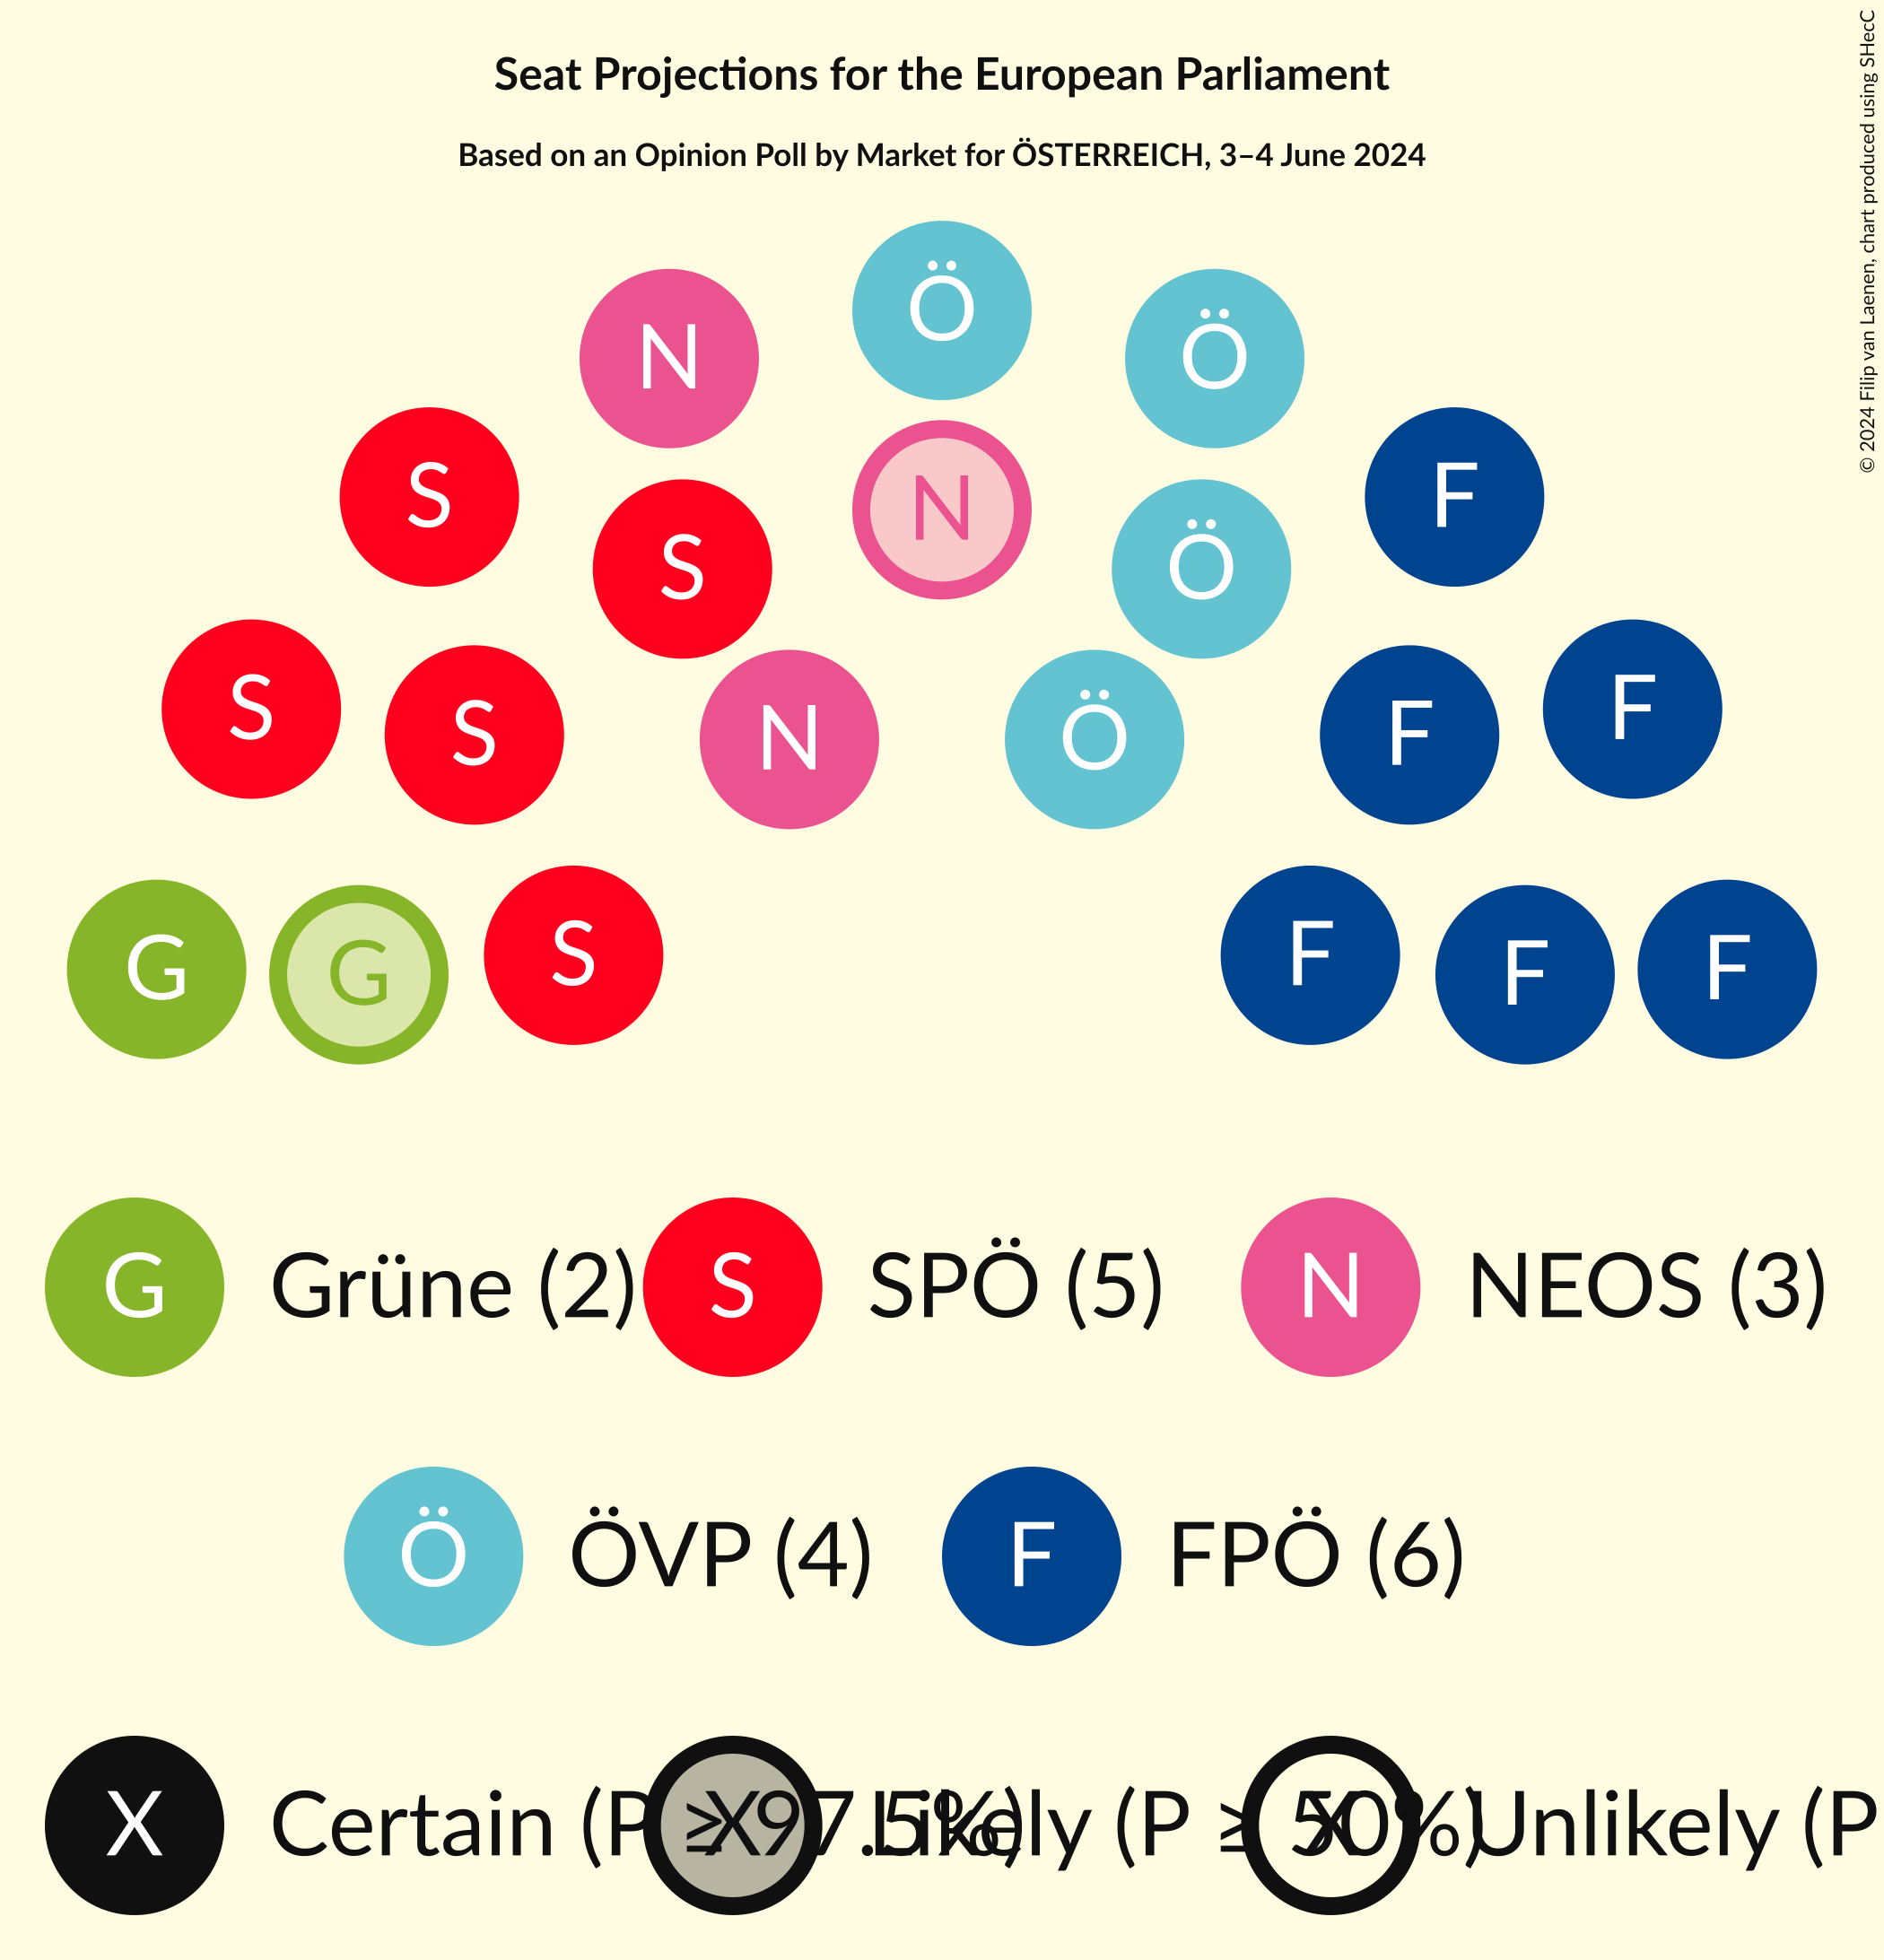 Seat Projections for the European Parliament
Based on an Opinion Poll by Market for ÖSTERREICH, 3–4 June 2024
© 2024 Filip van Laenen, chart produced using SHecC
Ö
N Ö
S N F
S Ö
S F
S N Ö F
G G S F F F
G Grüne (2) S SPÖ (5) N NEOS (3)
Ö ÖVP (4) F FPÖ (6)
X Certain (P ≥ 97.5%) X Likely (P ≥ 50%) X Unlikely (P